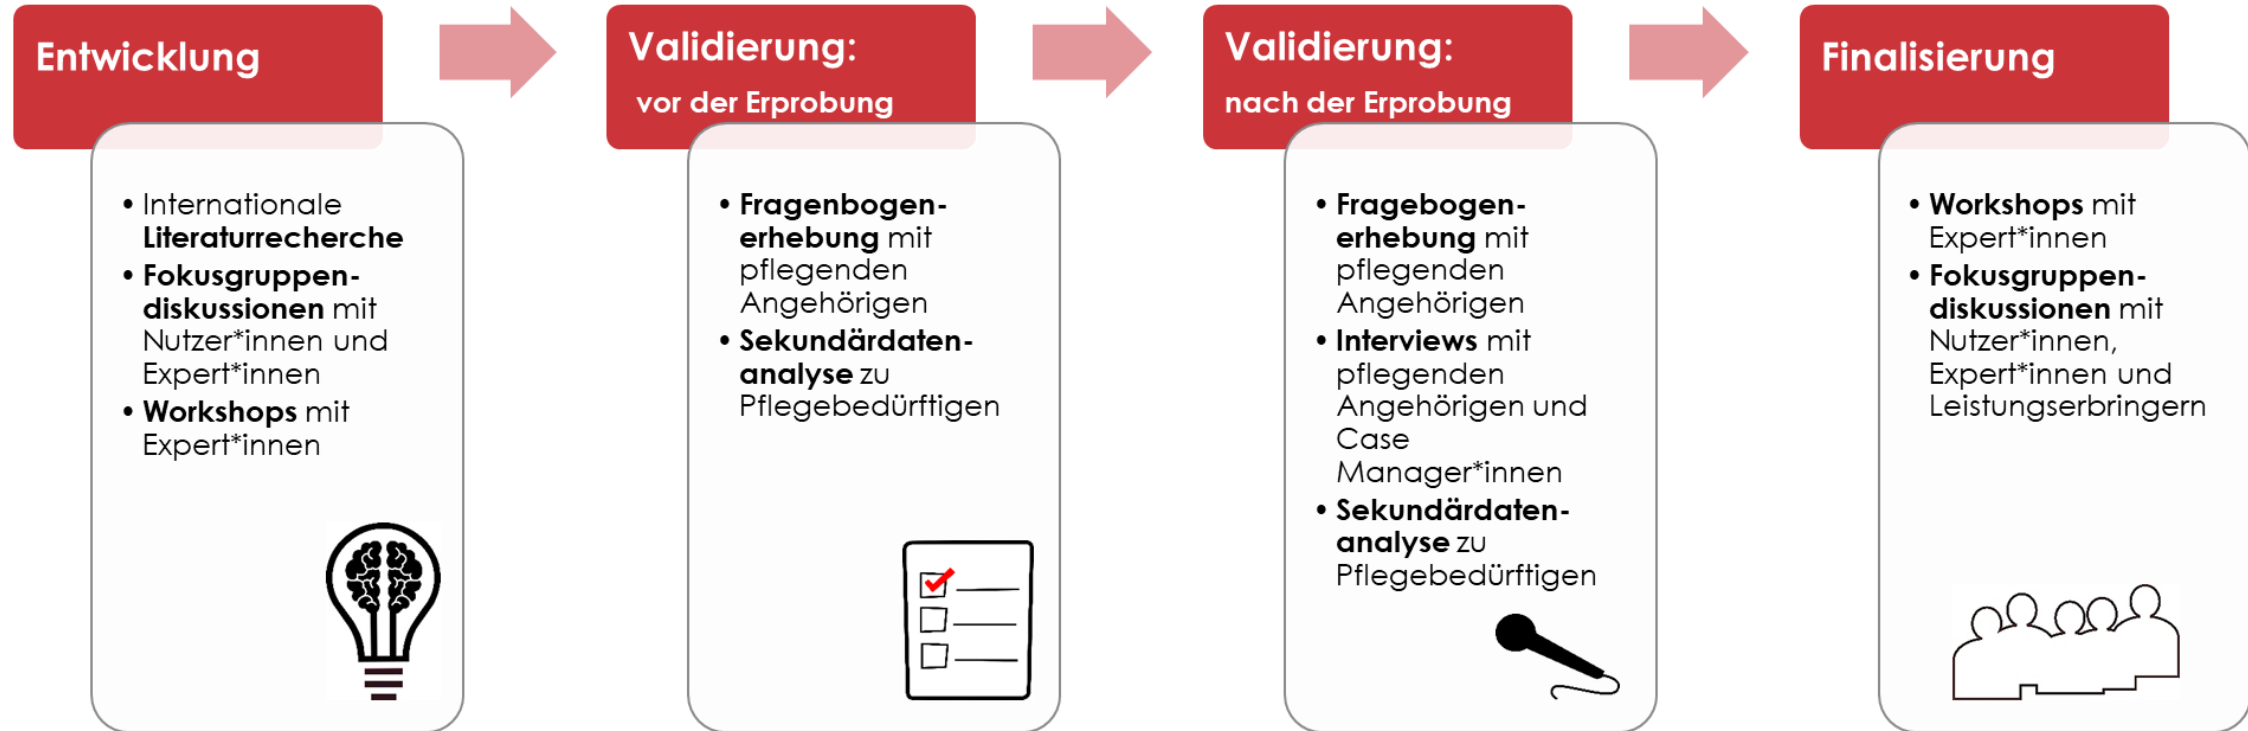 Entwicklung
• Internationale
Literaturrecherche
• Fokusgruppen-
diskussionen mit
Nutzer*innen und
Expert*innen
• Workshops mit
Expert*innen
Validierung:
vor der Erprobung
• Fragenbogen-
erhebung mit
pflegenden
Angehörigen
• Sekundärdaten-
analyse zu
Pflegebedürftigen
Validierung:
nach der Erprobung
• Fragebogen-
erhebung mit
pflegenden
Angehörigen
• Interviews mit
pflegenden
Angehörigen und
Case
Manager*innen
• Sekundärdaten-
analyse zu
Pflegebedürftigen
Finalisierung
• Workshops mit
Expert*innen
• Fokusgruppen-
diskussionen mit
Nutzer*innen,
Expert*innen und
Leistungserbringern